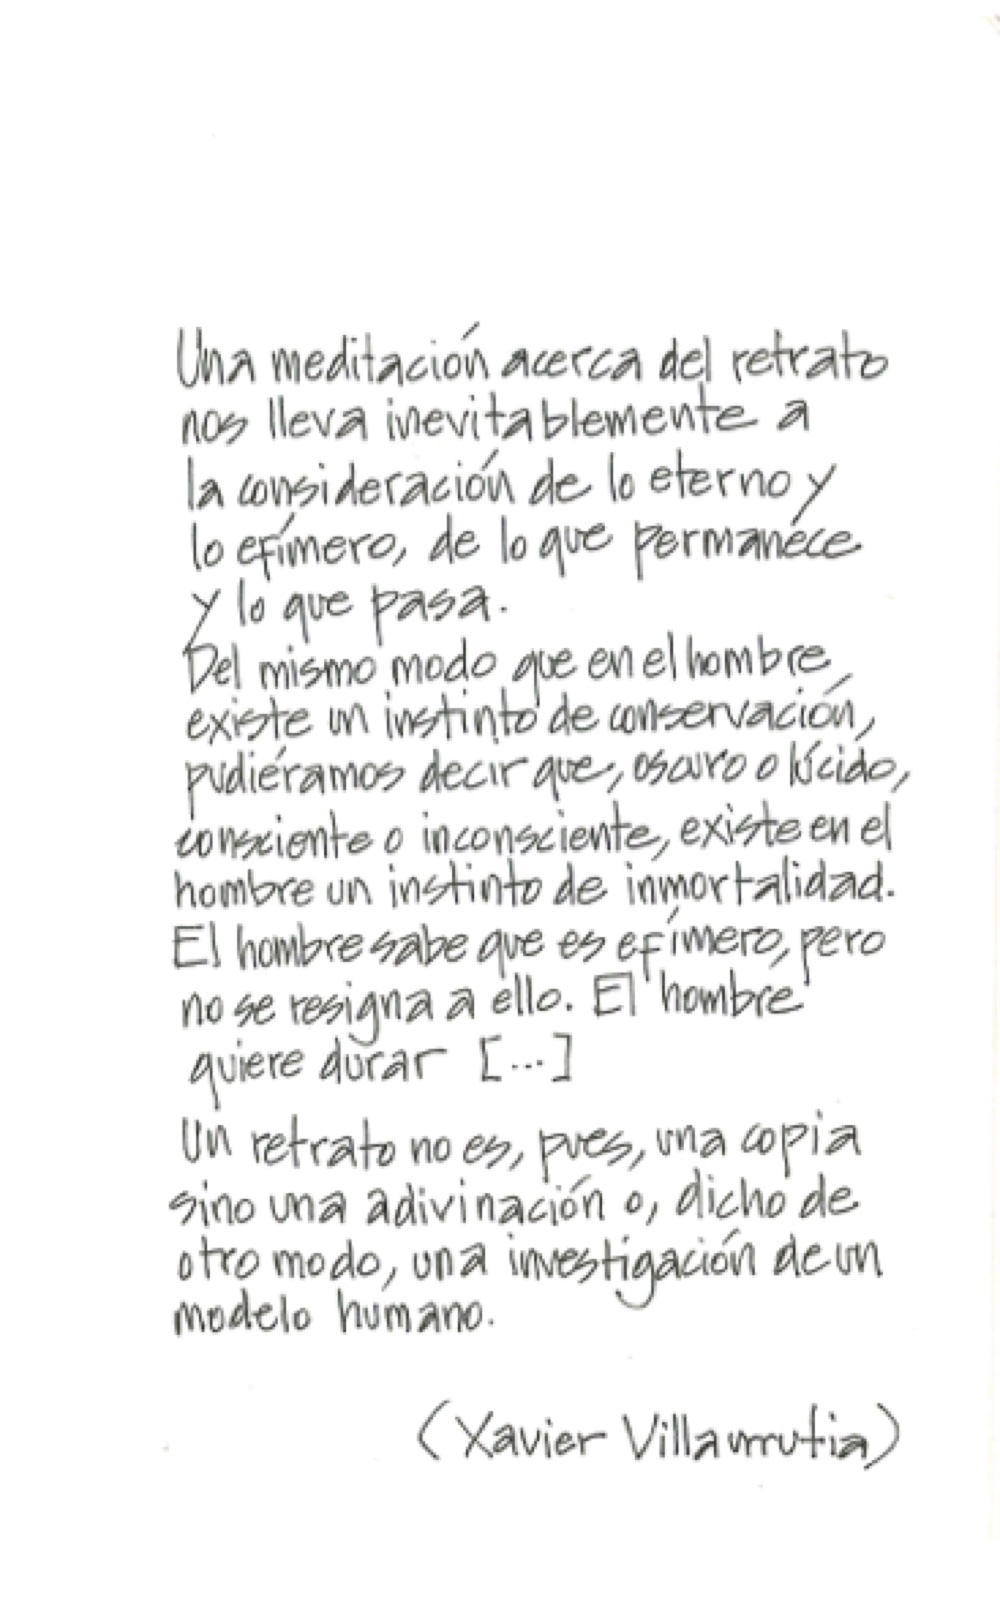 Una meditación acerca del retrato
nos lleva inevitablemente a
la consideración de lo eterno y
lo efímero, de lo que permanece
y lo que pasa.
Del mismo modo que en el hombre
existe un instinto de conservación,
pudiéramos decir que, oscuro o lúcido,
consciente o inconsciente, existe en el
hombre un instinto de inmortalidad.
El hombre sabe que es efímero, pero
no se resigna a ello. El hombre
quiere durar [...]
Un retrato no es, pues, una copia
sino una adivinación o, dicho de
otro modo, una investigación de un
modelo humano.
(Xavier Villaurrutia)